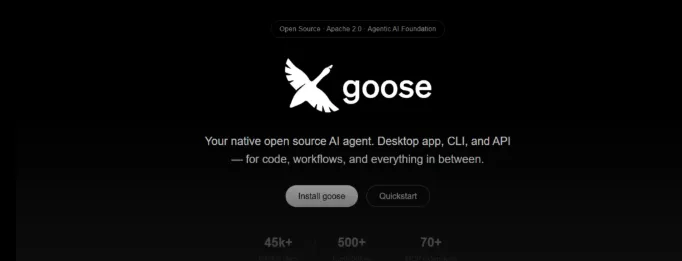 Open Source · Apache 2.0 · Agentic AI Foundation
goose
Your native open source AI agent. Desktop app, CLI, and API
— for code, workflows, and everything in between.
Install goose Quickstart
45k+ 500+ 70+